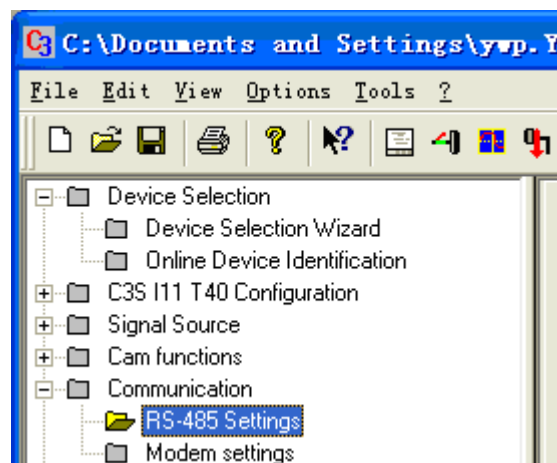 C3 C:\Documents and Settings\ywp.Y
File Edit View Options Tools ?
Device Selection
Device Selection Wizard
Online Device Identification
C3S I11 T40 Configuration
Signal Source
Cam functions
Communication
RS-485 Settings
Modem settings